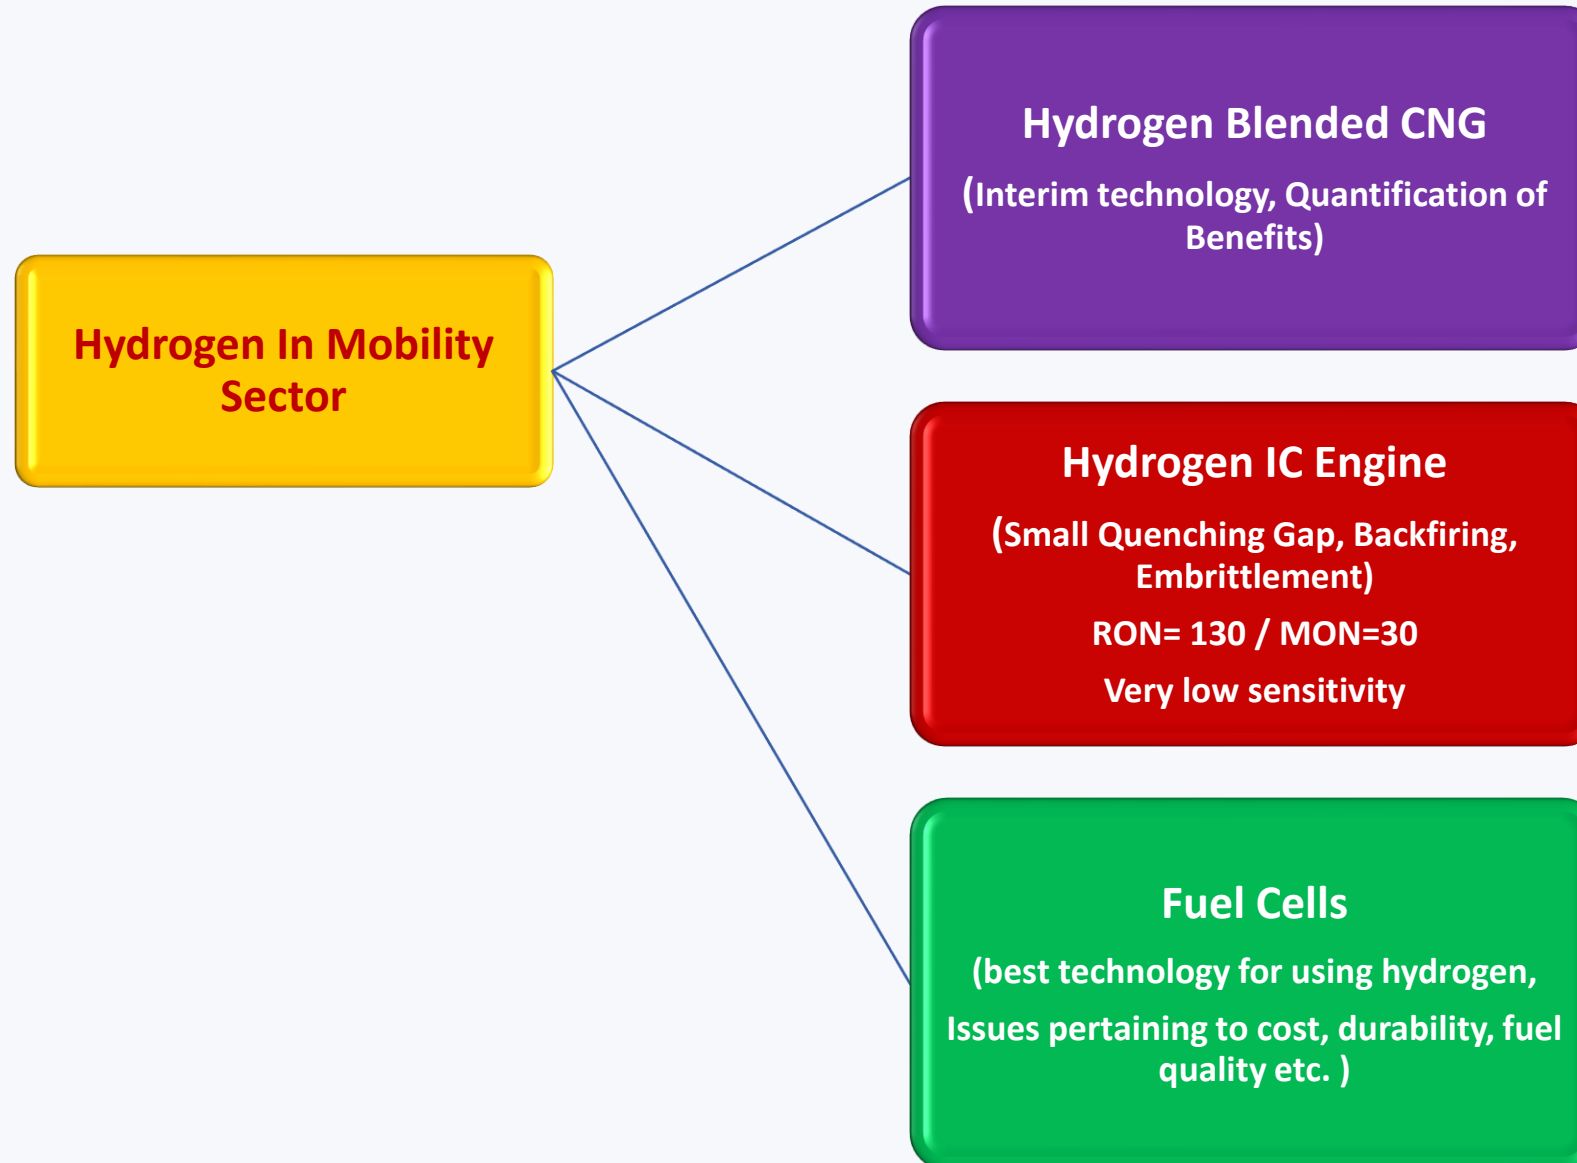 Hydrogen In Mobility
Sector
Hydrogen Blended CNG
(Interim technology, Quantification of
Benefits)
Hydrogen IC Engine
(Small Quenching Gap, Backfiring,
Embrittlement)
RON= 130 / MON=30
Very low sensitivity
Fuel Cells
(best technology for using hydrogen,
Issues pertaining to cost, durability, fuel
quality etc. )